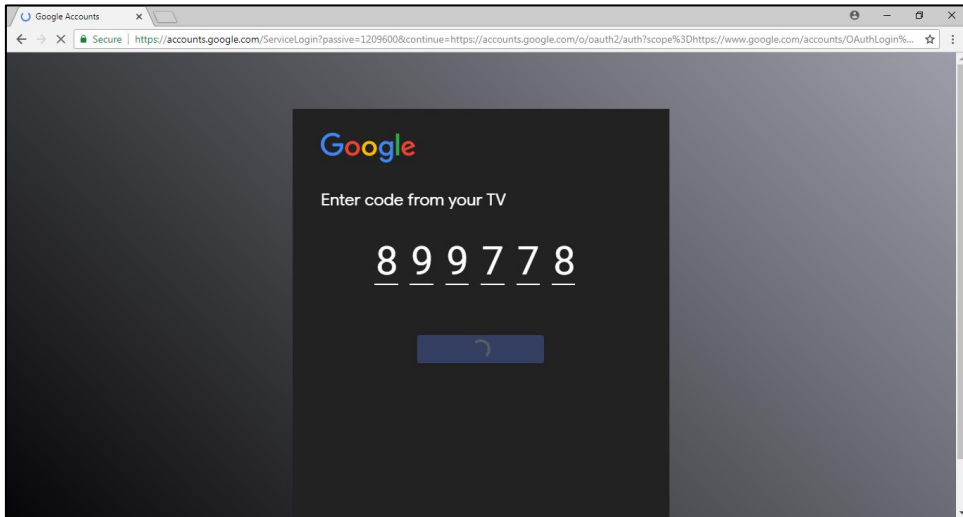 Google Accounts
Secure | https://accounts.google.com/ServiceLogin?passive=1209600&continue=https://accounts.google.com/o/oauth2/auth?scope%3Dhttps://www.google.com/accounts/OAuthLogin%...
Google
Enter code from your TV
8 9 9 7 7 8